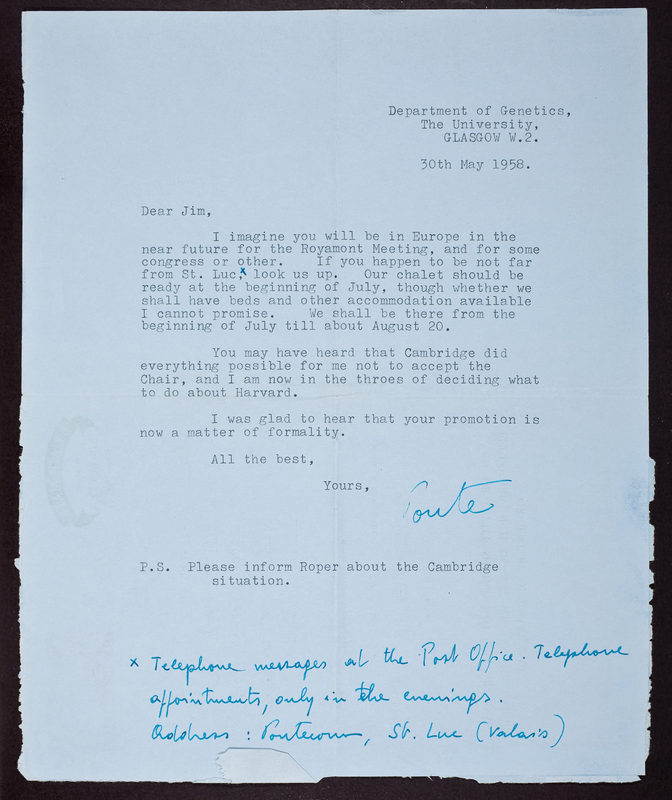 Department of Genetics,
The University,
GLASGOW W.2.
30th May 1958.
Dear Jim,
I imagine you will be in Europe in the
near future for the Royamont Meeting, and for some
congress or other. If you happen to be not far
from St. Luc,x look us up. Our chalet should be
ready at the beginning of July, though whether we
shall have beds and other accommodation available
I cannot promise. We shall be there from the
beginning of July till about August 20.
You may have heard that Cambridge did
everything possible for me not to accept the
Chair, and I am now in the throes of deciding what
to do about Harvard.
I was glad to hear that your promotion is
now a matter of formality.
All the best,
Yours,
Ponte
P.S. Please inform Roper about the Cambridge
situation.
x Telephone messages at the Post Office. Telephone
appointments, only in the evenings.
Address: Pontecorvo, St. Luc (Valais)